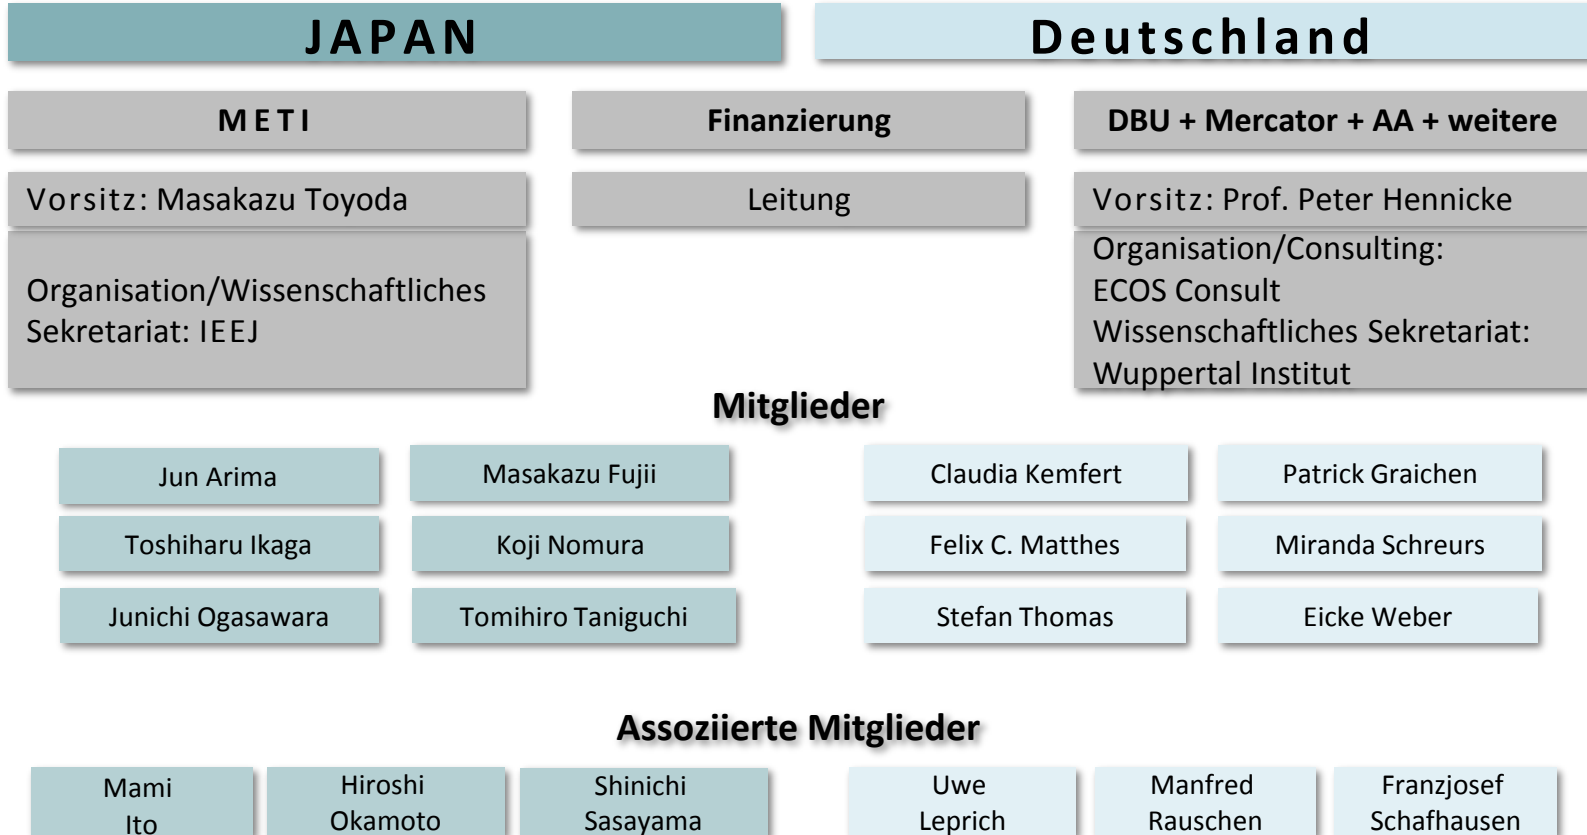 JAPAN
Deutschland
METI
Finanzierung
DBU + Mercator + AA + weitere
Vorsitz: Masakazu Toyoda
Leitung
Vorsitz: Prof. Peter Hennicke
Organisation/Wissenschaftliches
Sekretariat: IEEJ
Organisation/Consulting:
ECOS Consult
Wissenschaftliches Sekretariat:
Wuppertal Institut
Mitglieder
Jun Arima
Masakazu Fujii
Claudia Kemfert
Patrick Graichen
Toshiharu Ikaga
Koji Nomura
Felix C. Matthes
Miranda Schreurs
Junichi Ogasawara
Tomihiro Taniguchi
Stefan Thomas
Eicke Weber
Assoziierte Mitglieder
Mami
Ito
Hiroshi
Okamoto
Shinichi
Sasayama
Uwe
Leprich
Manfred
Rauschen
Franzjosef
Schafhausen